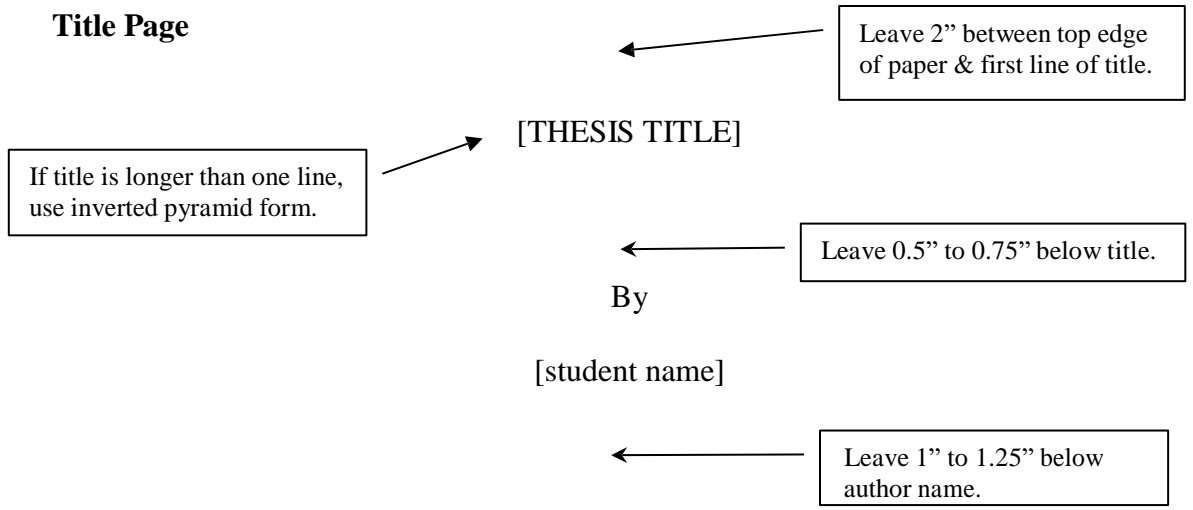 Title Page
Leave 2” between top edge
of paper & first line of title.
[THESIS TITLE]
If title is longer than one line,
use inverted pyramid form.
Leave 0.5” to 0.75” below title.
By
[student name]
Leave 1” to 1.25” below
author name.